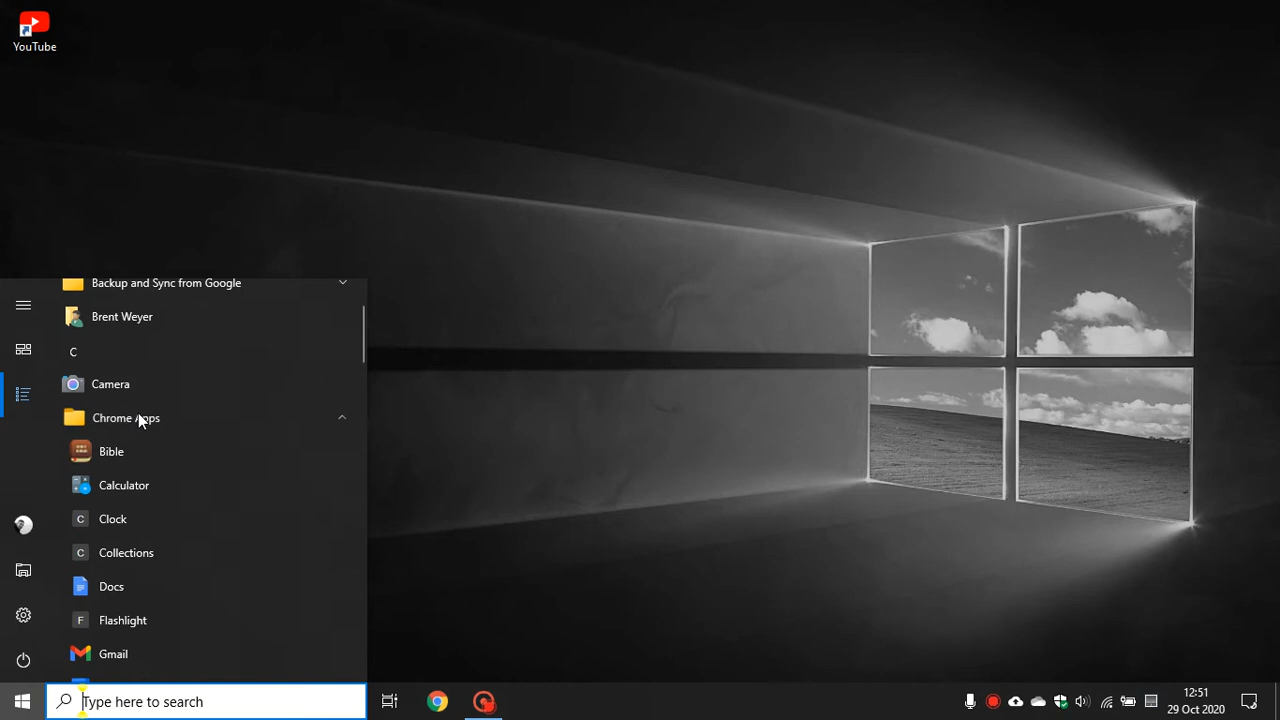 YouTube
Backup and Sync from Google
Brent Weyer
C
Camera
Chrome Apps
Bible
Calculator
C Clock
C Collections
Docs
F Flashlight
Gmail
Type here to search
12:51
29 Oct 2020